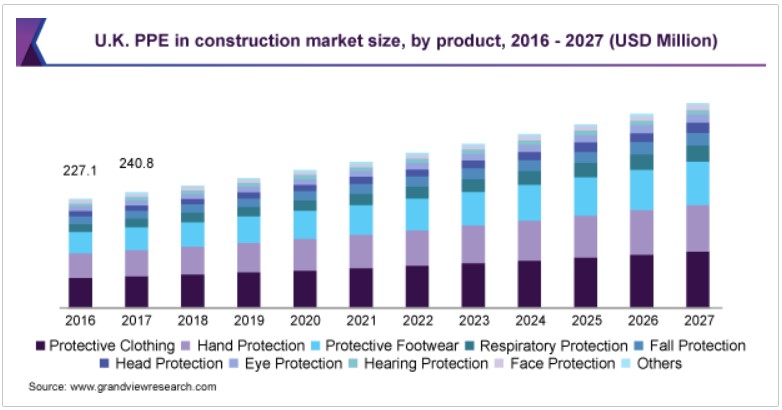 U.K. PPE in construction market size, by product, 2016 - 2027 (USD Million)
227.1
240.8
2016 2017 2018 2019 2020 2021 2022 2023 2024 2025 2026 2027
Protective Clothing Hand Protection Protective Footwear Respiratory Protection Fall Protection
Head Protection Eye Protection Hearing Protection Face Protection Others
Source: www.grandviewresearch.com